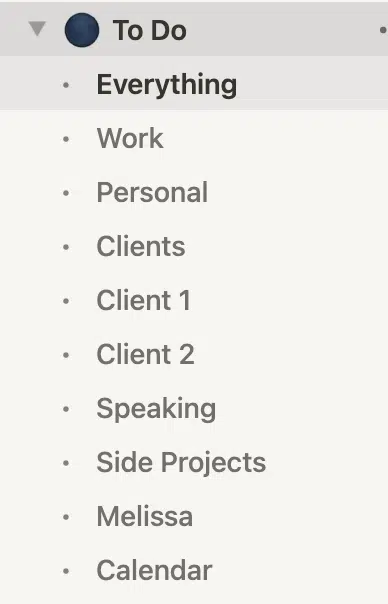 To Do
Everything
Work
Personal
Clients
Client 1
Client 2
Speaking
Side Projects
Melissa
Calendar